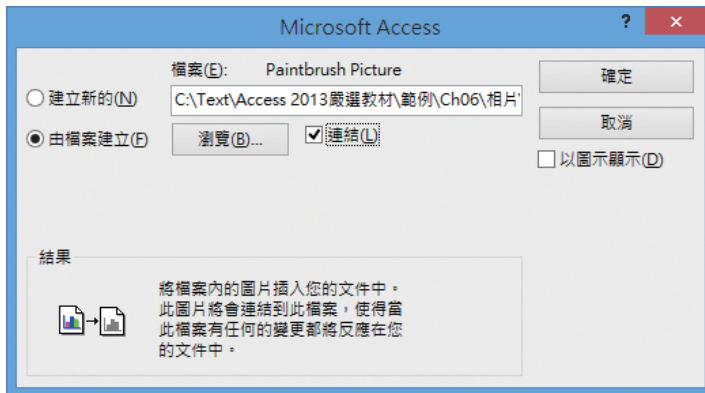 Microsoft Access
? ×
檔案(E): Paintbrush Picture
確定
建立新的(N)
C:\Text\Access 2013嚴選教材\範例\Ch06\相片
取消
由檔案建立(F)
瀏覽(B)...
連結(L)
以圖示顯示(D)
結果
將檔案內的圖片插入您的文件中。
此圖片將會連結到此檔案，使得當
此檔案有任何的變更都將反應在您
的文件中。